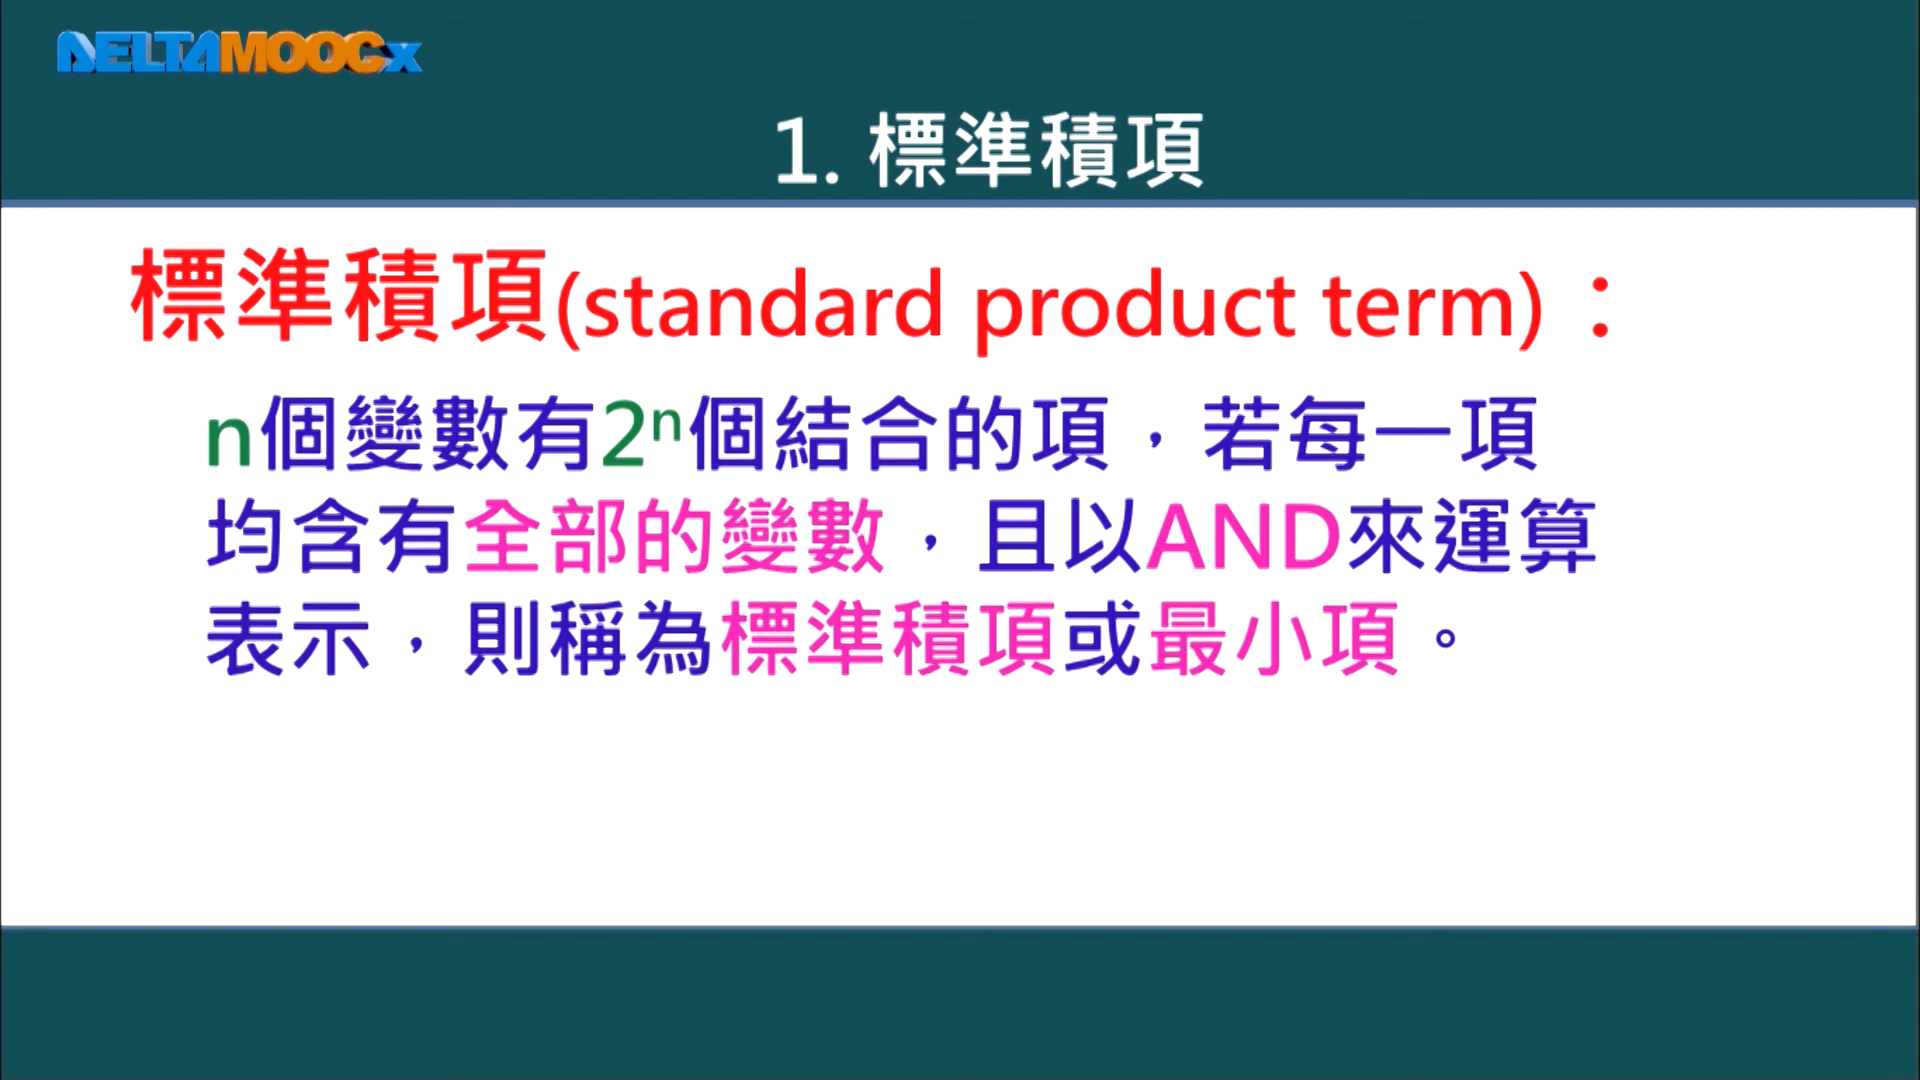 DELTAMOOCx
1. 標準積項
標準積項(standard product term)：
n個變數有2ⁿ個結合的項，若每一項
均含有全部的變數，且以AND來運算
表示，則稱為標準積項或最小項。